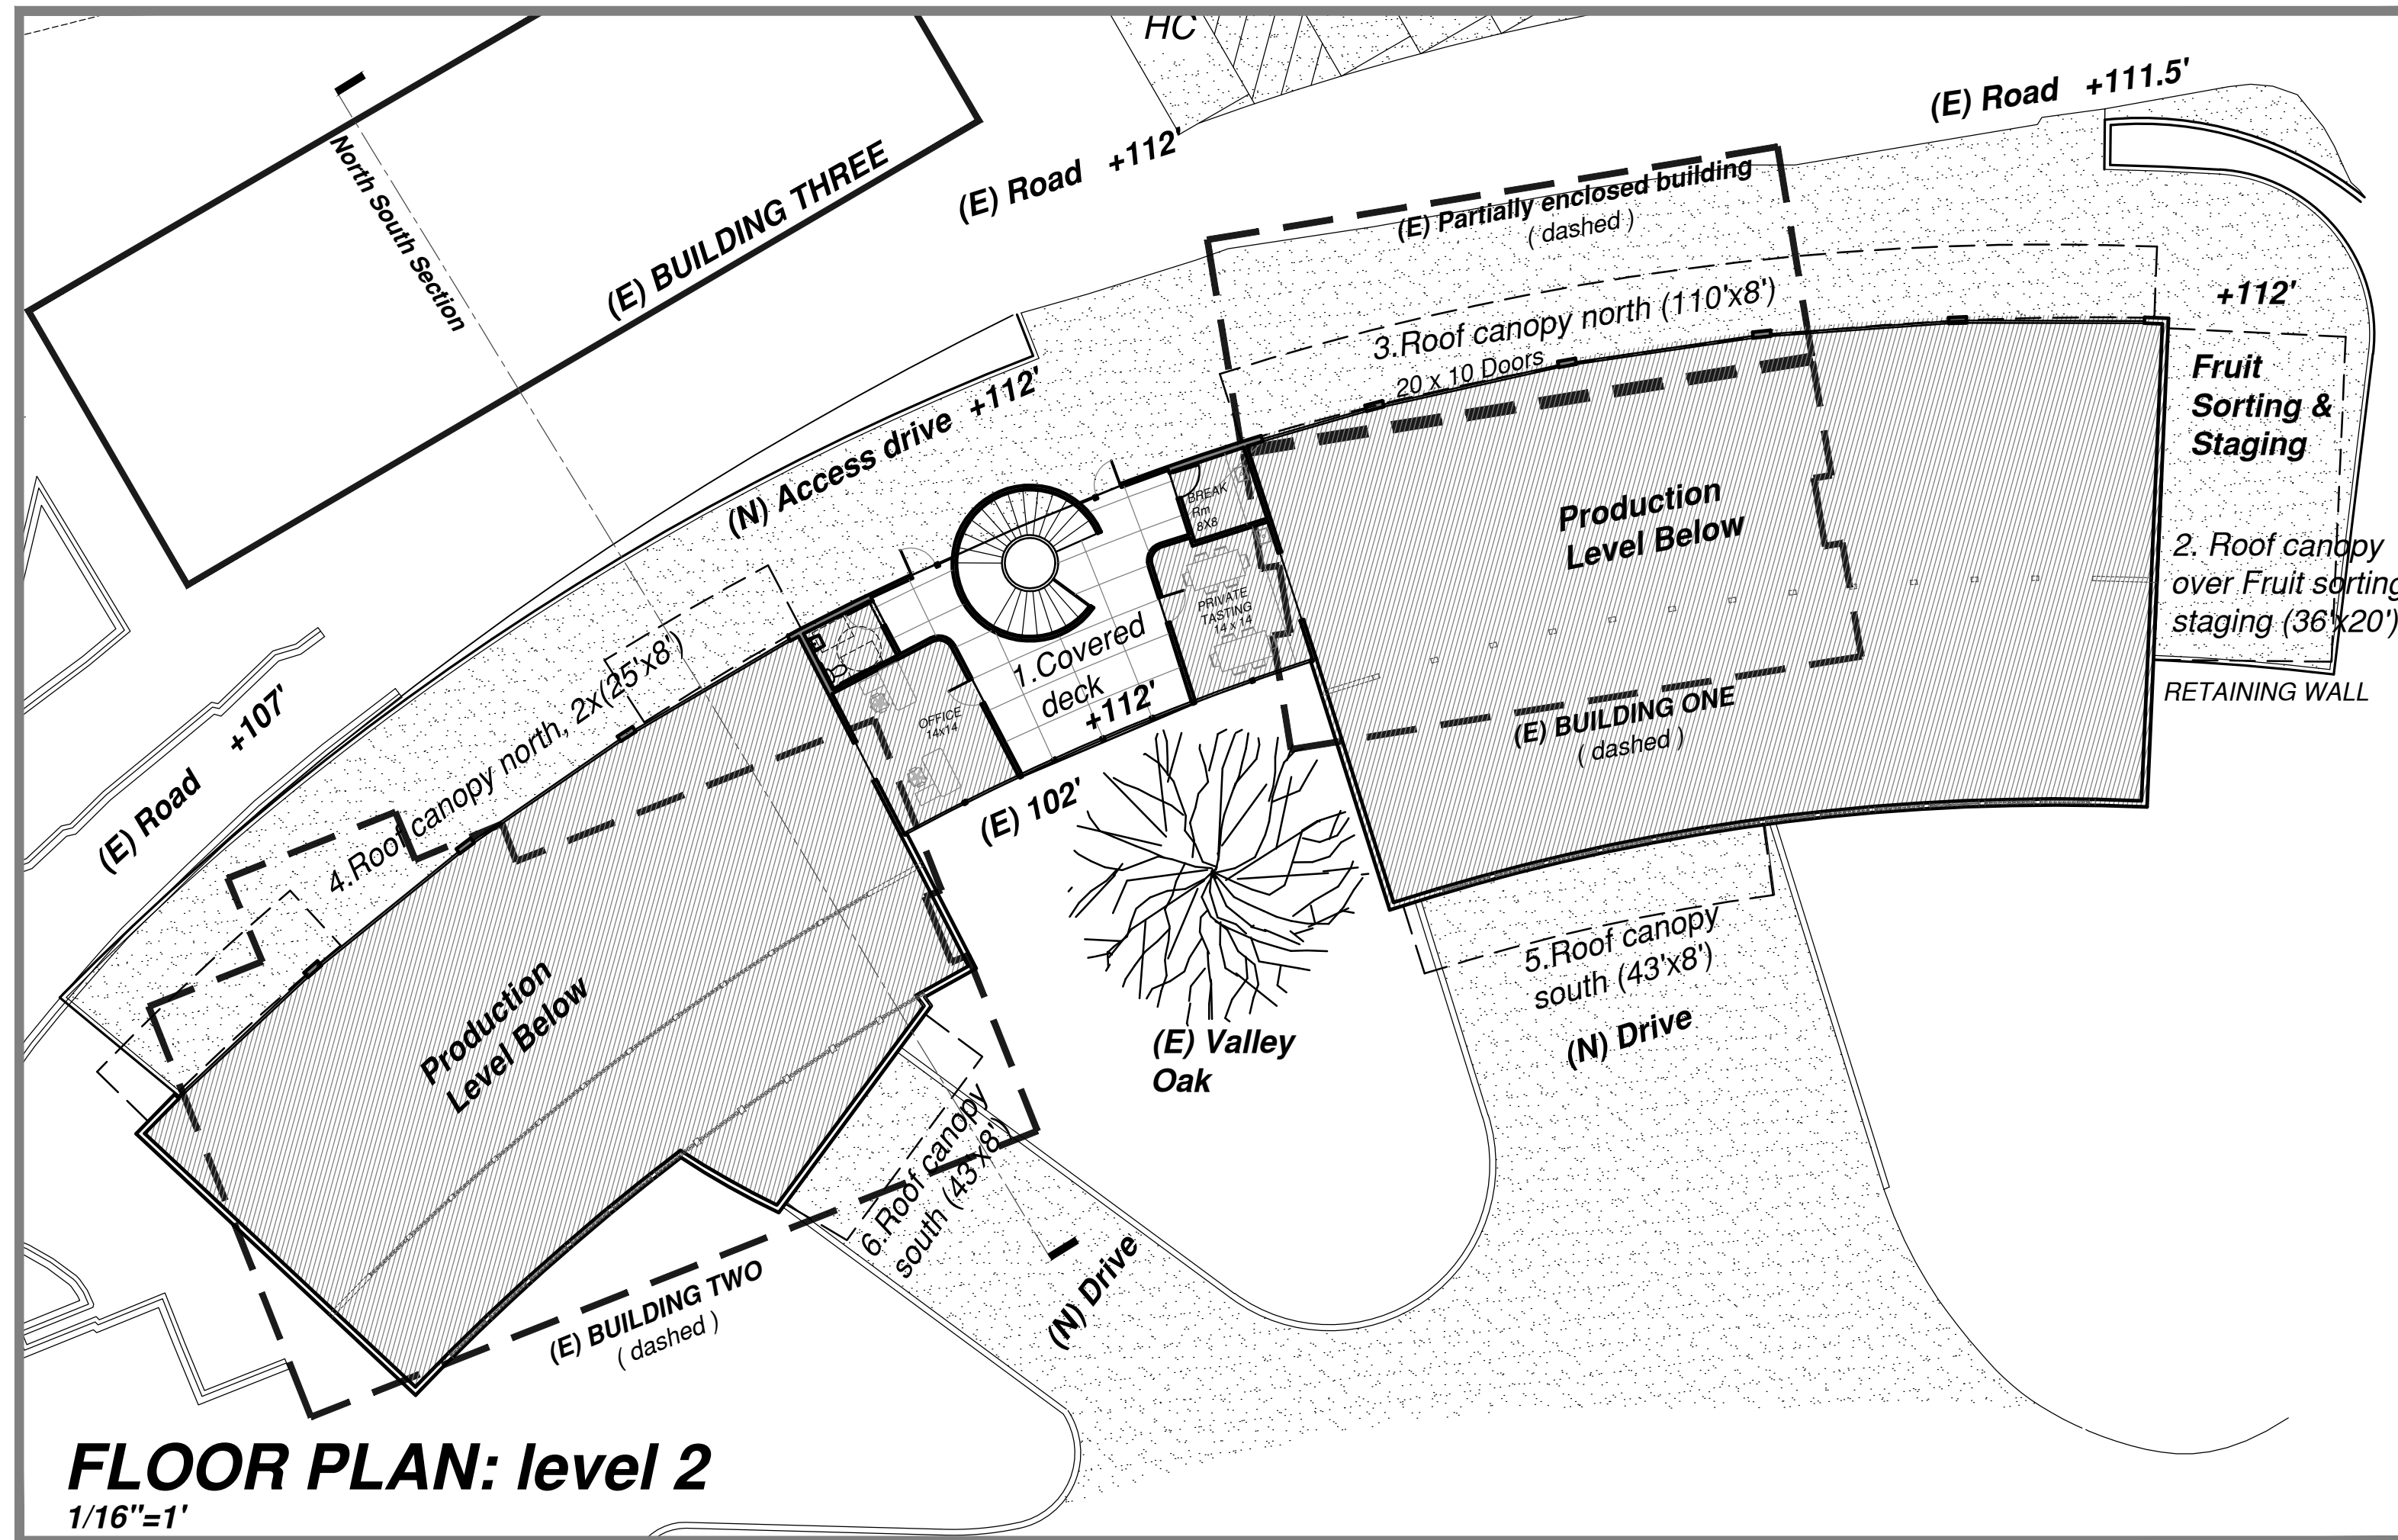 HC
(E) Road +111.5'
North South Section
(E) BUILDING THREE
(E) Road +112'
(E) Partially enclosed building
( dashed )
+112'
3.Roof canopy north (110'x8')
20 x 10 Doors
Fruit
Sorting &
Staging
(N) Access drive +112'
BREAK
Rm
8X8
Production
Level Below
2. Roof canopy
over Fruit sorting
staging (36'x20')
RETAINING WALL
PRIVATE
TASTING
14 x 14
1.Covered
deck
+112'
OFFICE
14x14
(E) Road +107'
4.Roof canopy north, 2x(25'x8')
(E) BUILDING ONE
( dashed )
(E) 102'
5.Roof canopy
south (43'x8')
(N) Drive
(E) Valley
Oak
Production
Level Below
6.Roof canopy
south (43'x8')
(N) Drive
(E) BUILDING TWO
( dashed )
FLOOR PLAN: level 2
1/16"=1'